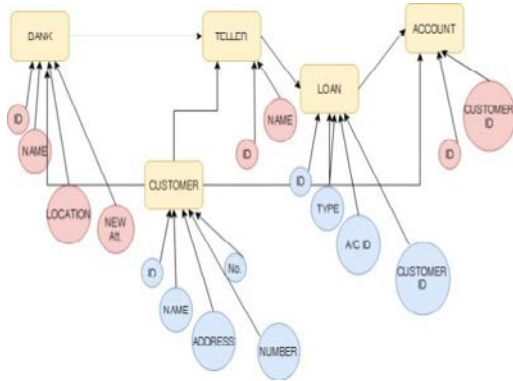 BANK
TELLER
ACCOUNT
LOAN
ID
NAME
LOCATION
NEW
Att.
ID
NAME
CUSTOMER
ID
CUSTOMER
ID
ID
TYPE
A/C ID
CUSTOMER
ID
ID
NAME
ADDRESS
NUMBER
No.